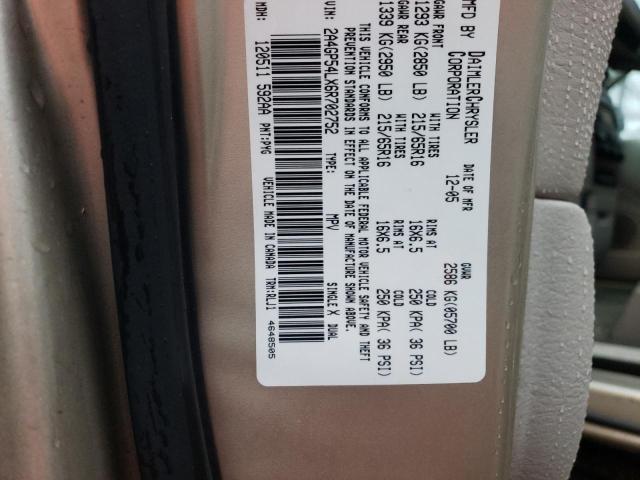 MFD BY DAIMLERCHRYSLER CORPORATION DATE OF MFR 12-05 GVWR 2586 KG(05700 LB)
GAWR FRONT WITH TIRES RIMS AT COLD
1293 KG(2850 LB) 215/65R16 16X6.5 250 KPA( 36 PSI)
GAWR REAR WITH TIRES RIMS AT COLD
1339 KG(2950 LB) 215/65R16 16X6.5 250 KPA( 36 PSI)
THIS VEHICLE CONFORMS TO ALL APPLICABLE FEDERAL MOTOR VEHICLE SAFETY AND THEFT
PREVENTION STANDARDS IN EFFECT ON THE DATE OF MANUFACTURE SHOWN ABOVE.
VIN: 2A4GP54LX6R702752 TYPE: MPV SINGLE X DUAL
MDH: 120511 592AA PNT:PYG VEHICLE MADE IN CANADA TRM:RLJ1 4648505